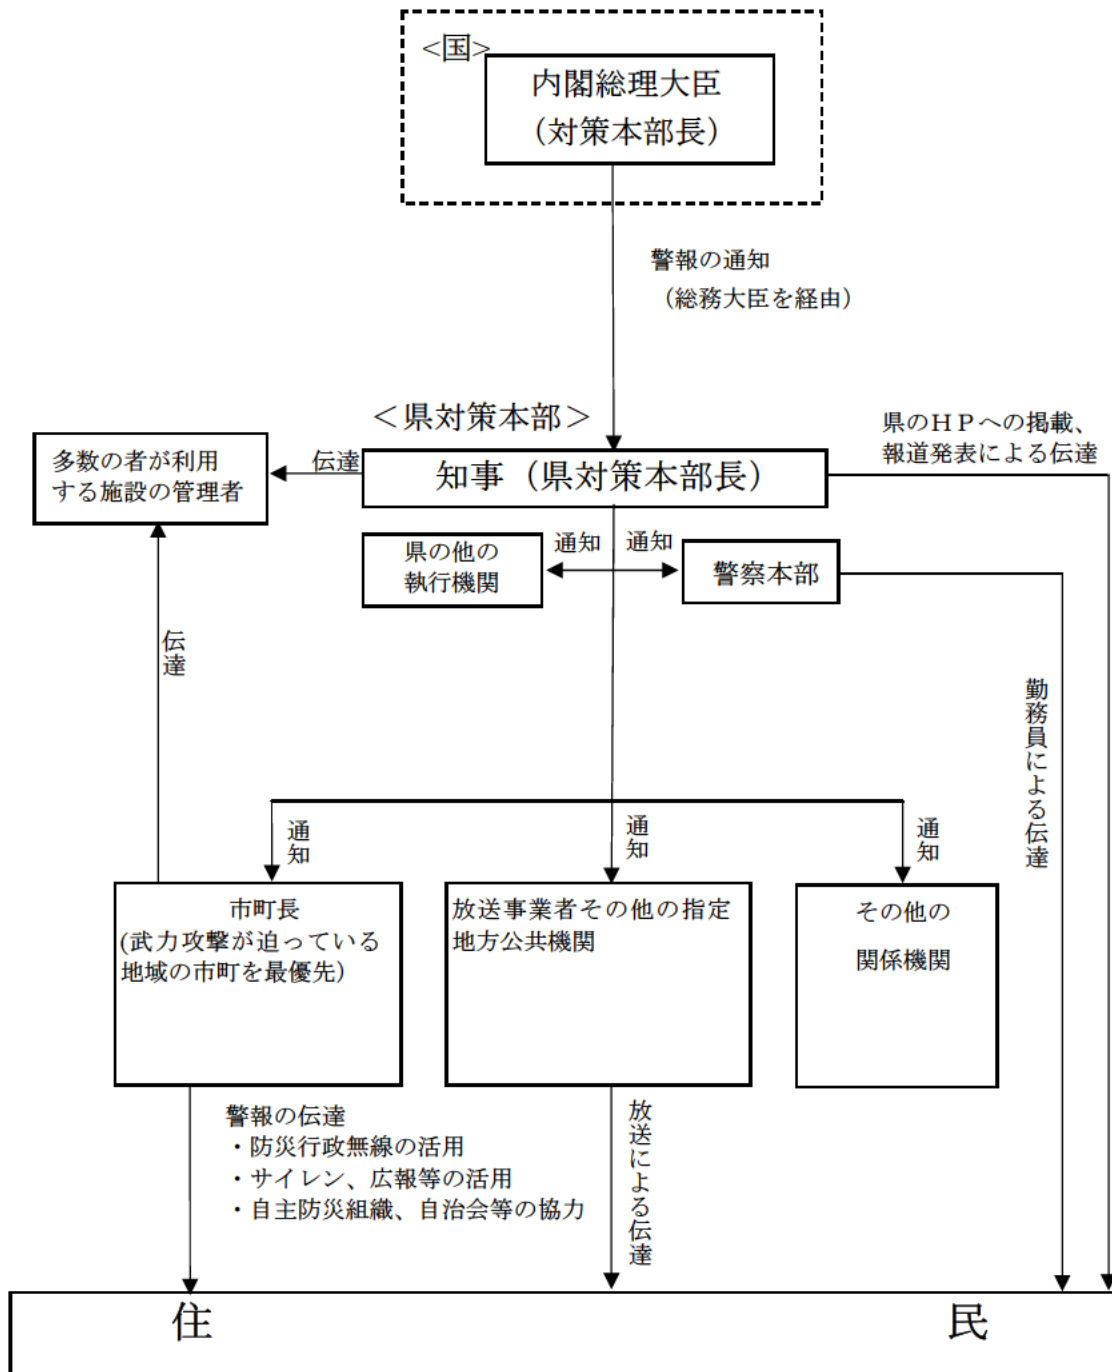 <国>
内閣総理大臣
（対策本部長）
警報の通知
（総務大臣を経由）
＜県対策本部＞
県のＨＰへの掲載、
報道発表による伝達
多数の者が利用
する施設の管理者
伝達
知事（県対策本部長）
県の他の
執行機関
通知
通知
警察本部
伝達
勤務員による伝達
通知
通知
通知
市町長
(武力攻撃が迫っている
地域の市町を最優先）
放送事業者その他の指定
地方公共機関
その他の
関係機関
警報の伝達
・防災行政無線の活用
・サイレン、広報等の活用
・自主防災組織、自治会等の協力
放送による伝達
住民